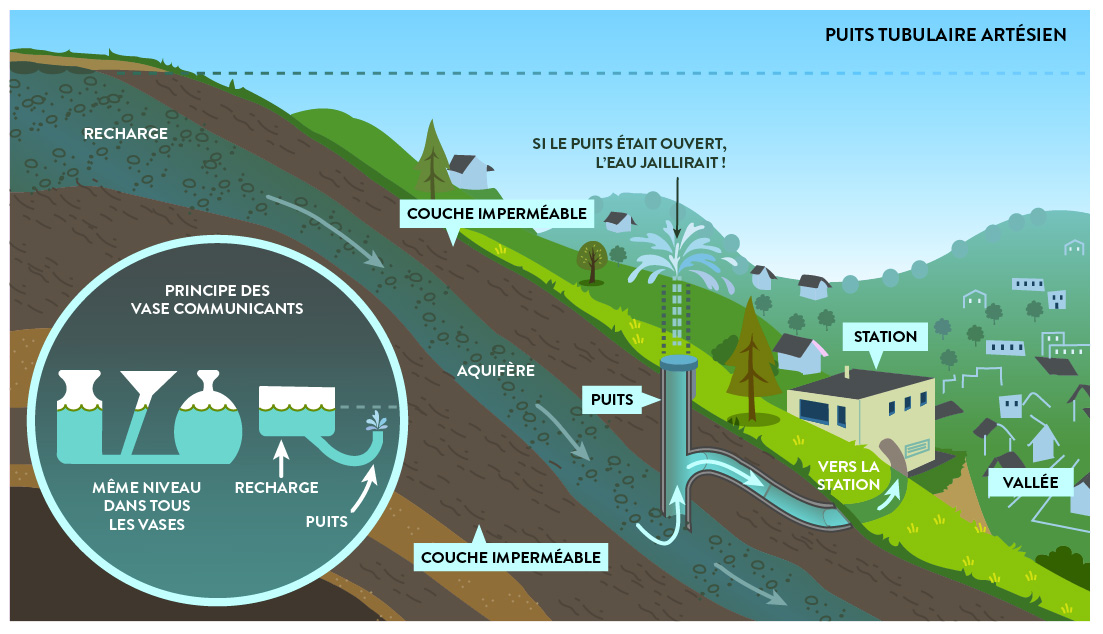 PUITS TUBULAIRE ARTÉSIEN
RECHARGE
SI LE PUITS ÉTAIT OUVERT,
L'EAU JAILLIRAIT !
COUCHE IMPERMÉABLE
PRINCIPE DES
VASE COMMUNICANTS
STATION
AQUIFÈRE
PUITS
VERS LA
STATION
VALLÉE
MÊME NIVEAU
DANS TOUS
LES VASES
RECHARGE
PUITS
COUCHE IMPERMÉABLE